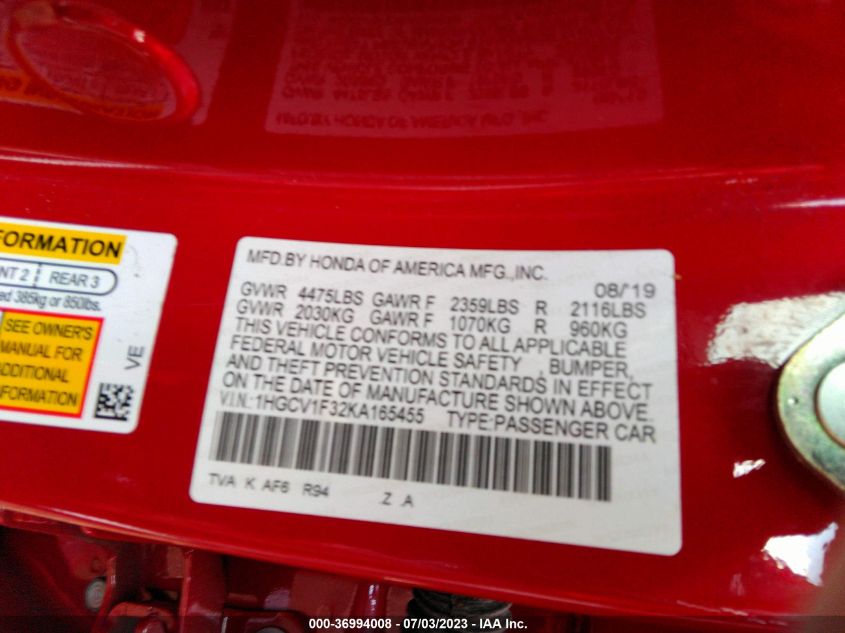 FORMATION
NT 2 REAR 3
ed 385kg or 850lbs.
SEE OWNER'S
MANUAL FOR
ADDITIONAL
INFORMATION
VE
MFD.BY HONDA OF AMERICA MFG.,INC.
08/'19
GVWR 4475LBS GAWR F 2359LBS R 2116LBS
GVWR 2030KG GAWR F 1070KG R 960KG
THIS VEHICLE CONFORMS TO ALL APPLICABLE
FEDERAL MOTOR VEHICLE SAFETY , BUMPER,
AND THEFT PREVENTION STANDARDS IN EFFECT
ON THE DATE OF MANUFACTURE SHOWN ABOVE.
V.I.N.:1HGCV1F32KA165455 TYPE:PASSENGER CAR
TVA K AF6 R94 .Z .A
000-36994008 - 07/03/2023 - IAA Inc.